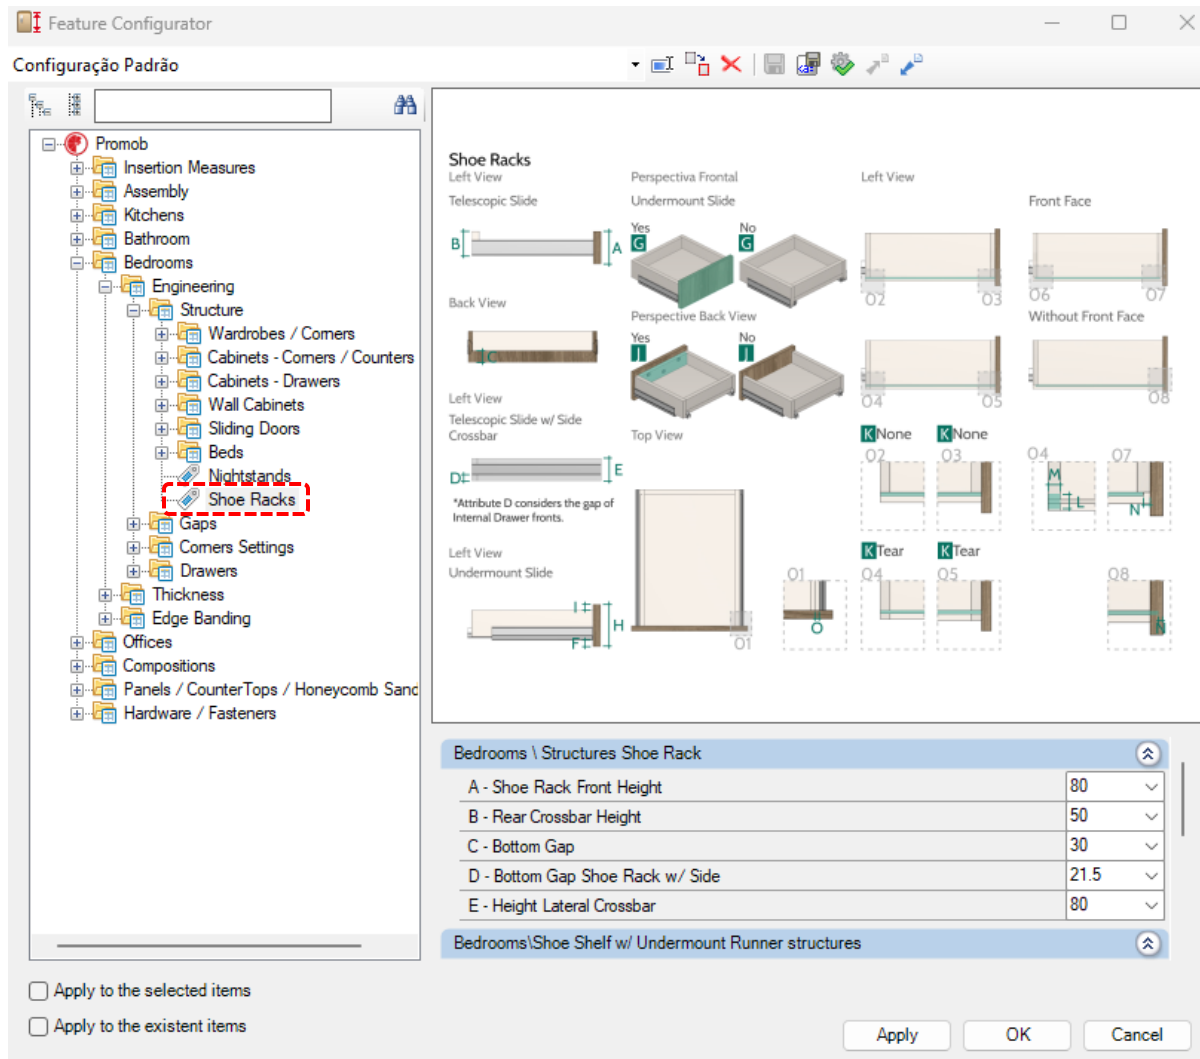 Feature Configurator
Configuração Padrão
Promob
Insertion Measures
Assembly
Kitchens
Bathroom
Bedrooms
Engineering
Structure
Wardrobes / Corners
Cabinets - Corners / Counters
Cabinets - Drawers
Wall Cabinets
Sliding Doors
Beds
Nightstands
Shoe Racks
Gaps
Corners Settings
Drawers
Thickness
Edge Banding
Offices
Compositions
Panels / CounterTops / Honeycomb Sand
Hardware / Fasteners
Shoe Racks
Left View
Telescopic Slide
B
A
Back View
C
Left View
Telescopic Slide w/ Side
Crossbar
D
E
*Attribute D considers the gap of
Internal Drawer fronts.
Left View
Undermount Slide
I
H
F
Perspectiva Frontal
Undermount Slide
Yes
G
No
G
Perspective Back View
Yes
J
No
J
Top View
01
01
O
Left View
02
03
04
05
K None
K None
02
03
K Tear
K Tear
04
05
Front Face
06
07
Without Front Face
08
04
M
L
07
N
08
N
Bedrooms \ Structures Shoe Rack
A - Shoe Rack Front Height 80
B - Rear Crossbar Height 50
C - Bottom Gap 30
D - Bottom Gap Shoe Rack w/ Side 21.5
E - Height Lateral Crossbar 80
Bedrooms\Shoe Shelf w/ Undermount Runner structures
Apply to the selected items
Apply to the existent items
Apply
OK
Cancel